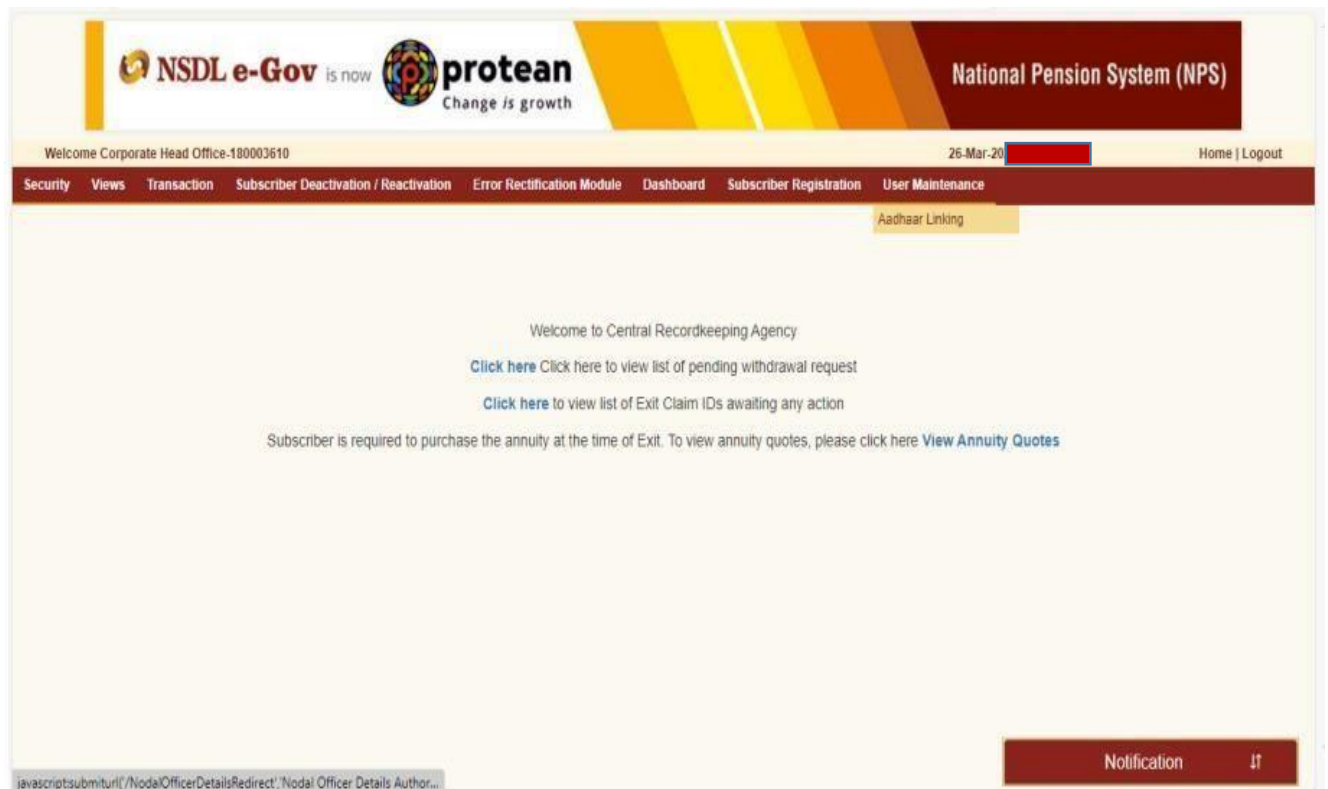 NSDL e-Gov is now protean
Change is growth
National Pension System (NPS)
Welcome Corporate Head Office-180003610 26-Mar-20 Home | Logout
Security Views Transaction Subscriber Deactivation / Reactivation Error Rectification Module Dashboard Subscriber Registration User Maintenance
Aadhaar Linking
Welcome to Central Recordkeeping Agency
Click here Click here to view list of pending withdrawal request
Click here to view list of Exit Claim IDs awaiting any action
Subscriber is required to purchase the annuity at the time of Exit. To view annuity quotes, please click here View Annuity Quotes
Notification
javascript:submiturl('/NodalOfficerDetailsRedirect','Nodal Officer Details Author...